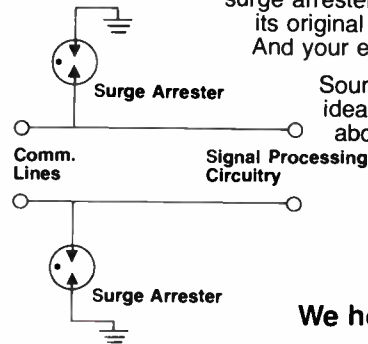 surge arrester
its original
And your e
Surge Arrester
Sour
idea
abo
Comm.
Lines
Signal Processing
Circuitry
Surge Arrester
We he